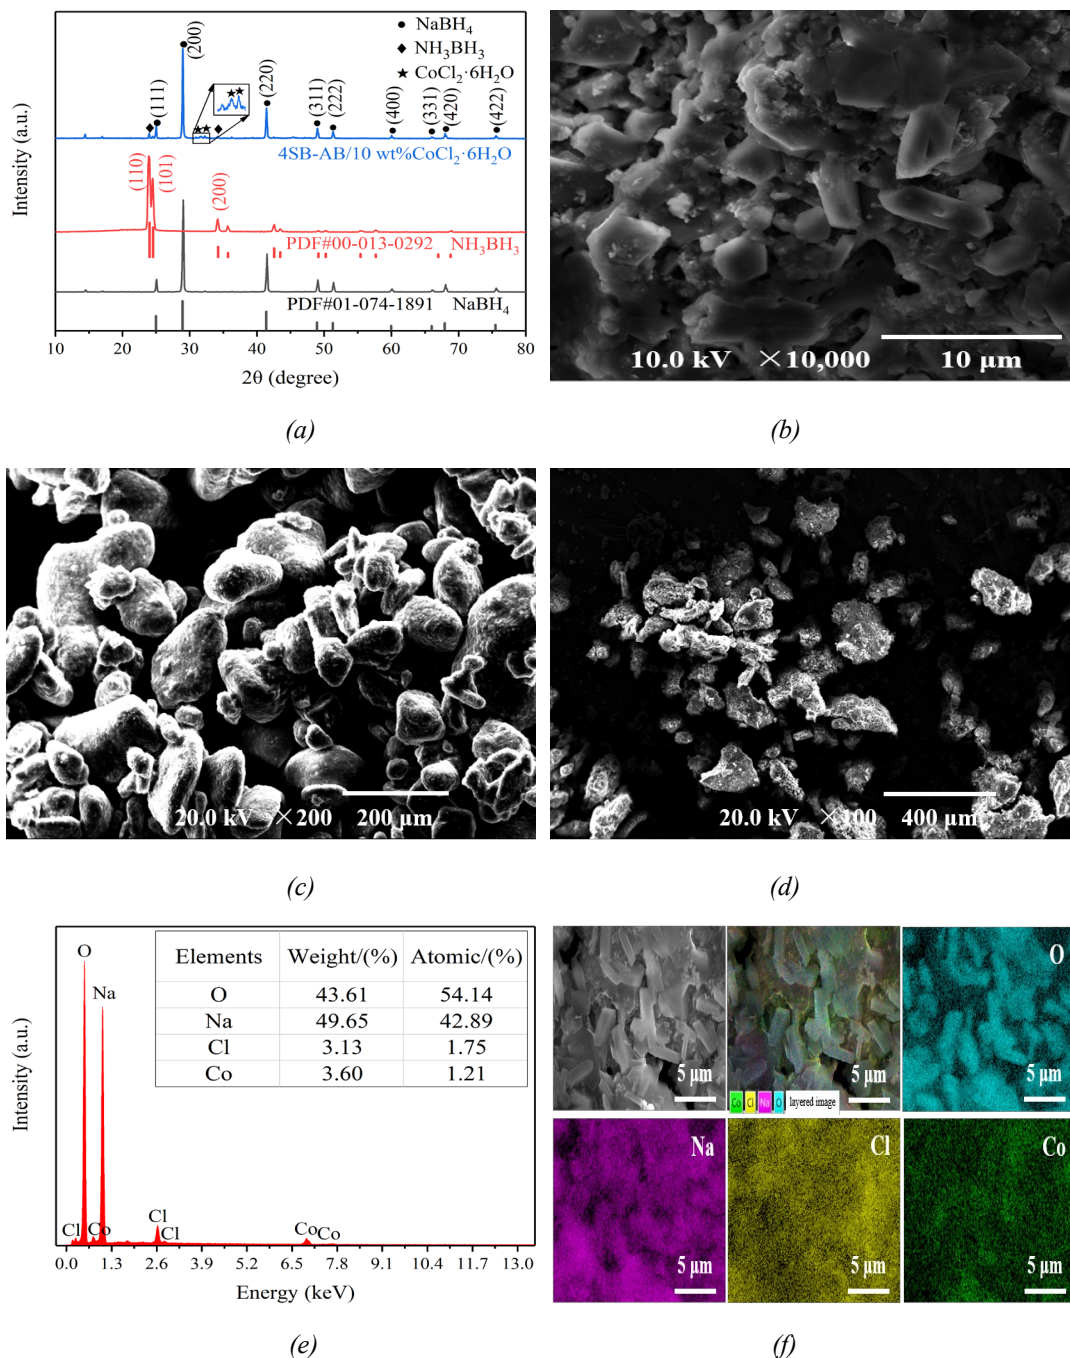 Intensity (a.u.)
● NaBH₄
◆ NH₃BH₃
★ CoCl₂·6H₂O
(111)
(200)
(220)
(311)
(222)
(400)
(331)
(420)
(422)
4SB-AB/10 wt%CoCl₂·6H₂O
(110)
(101)
(200)
PDF#00-013-0292 NH₃BH₃
PDF#01-074-1891 NaBH₄
10 20 30 40 50 60 70 80
2θ (degree)
(a)
10.0 kV ×10,000 10 μm
(b)
20.0 kV ×200 200 μm
(c)
20.0 kV ×100 400 μm
(d)
Intensity (a.u.)
O
Na
Cl
Co
Cl
Cl
Co
Co
Elements Weight/(%) Atomic/(%)
O 43.61 54.14
Na 49.65 42.89
Cl 3.13 1.75
Co 3.60 1.21
0.0 1.3 2.6 3.9 5.2 6.5 7.8 9.1 10.4 11.7 13.0
Energy (keV)
(e)
5 μm
Co Cl Na O layered image
5 μm
O
5 μm
Na
5 μm
Cl
5 μm
Co
5 μm
(f)